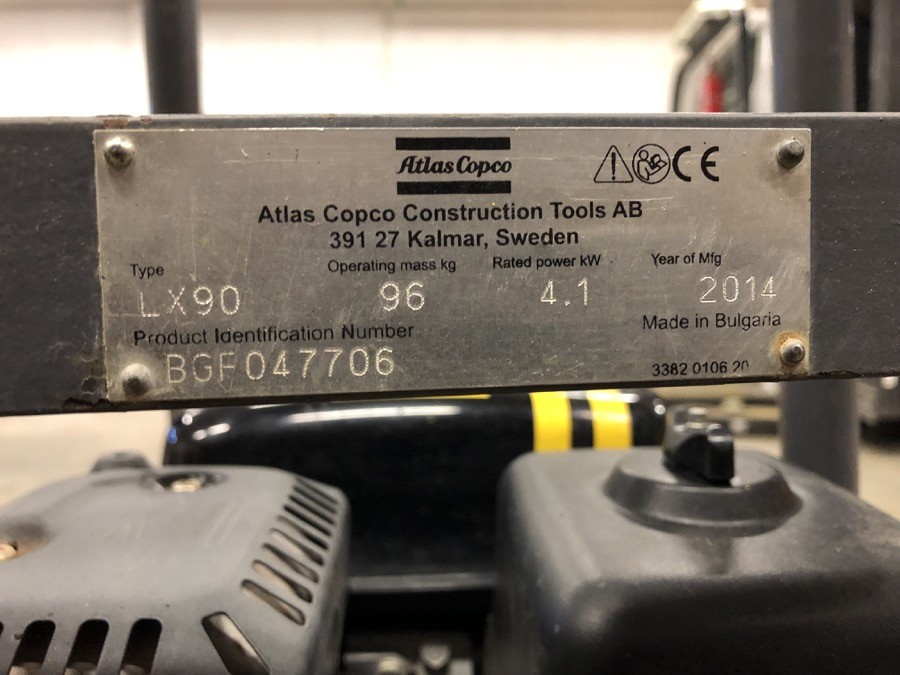 Atlas Copco
CE
Atlas Copco Construction Tools AB
391 27 Kalmar, Sweden
Type Operating mass kg Rated power kW Year of Mfg
LX90 96 4.1 2014
Product Identification Number Made in Bulgaria
BGF047706 3382 0106 20